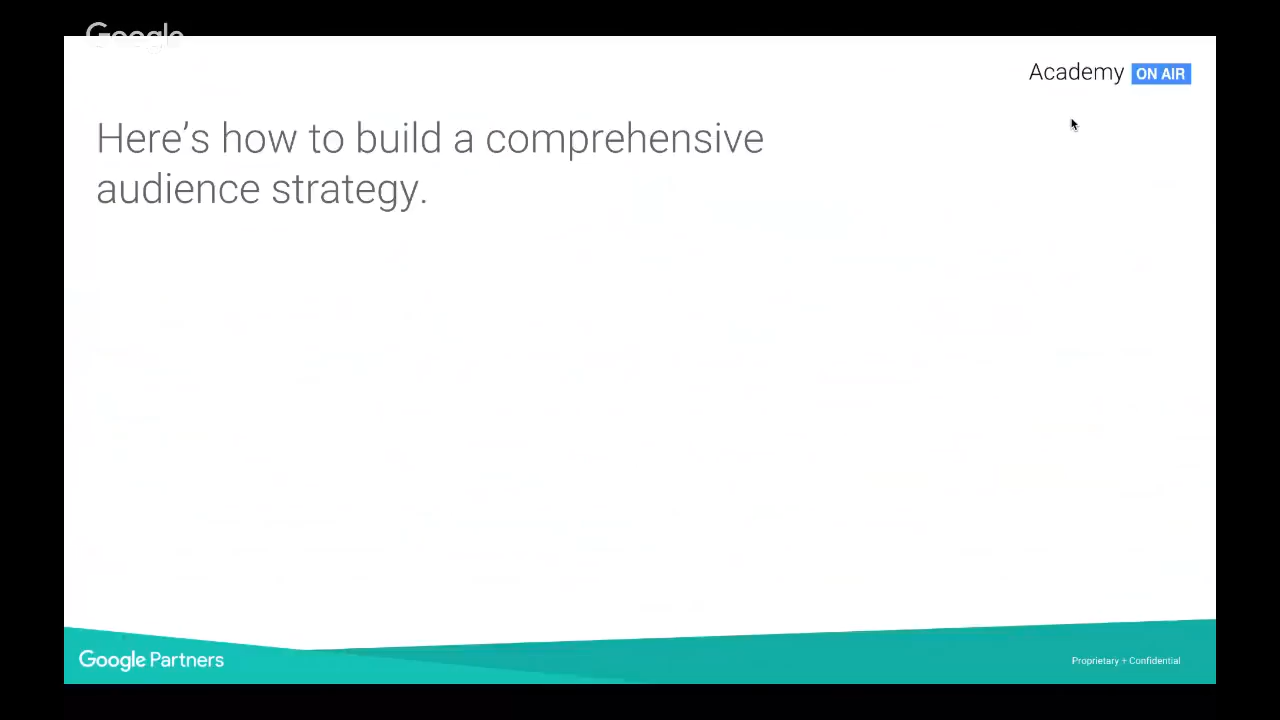 Google
Academy ON AIR
Here’s how to build a comprehensive
audience strategy.
Google Partners
Proprietary + Confidential